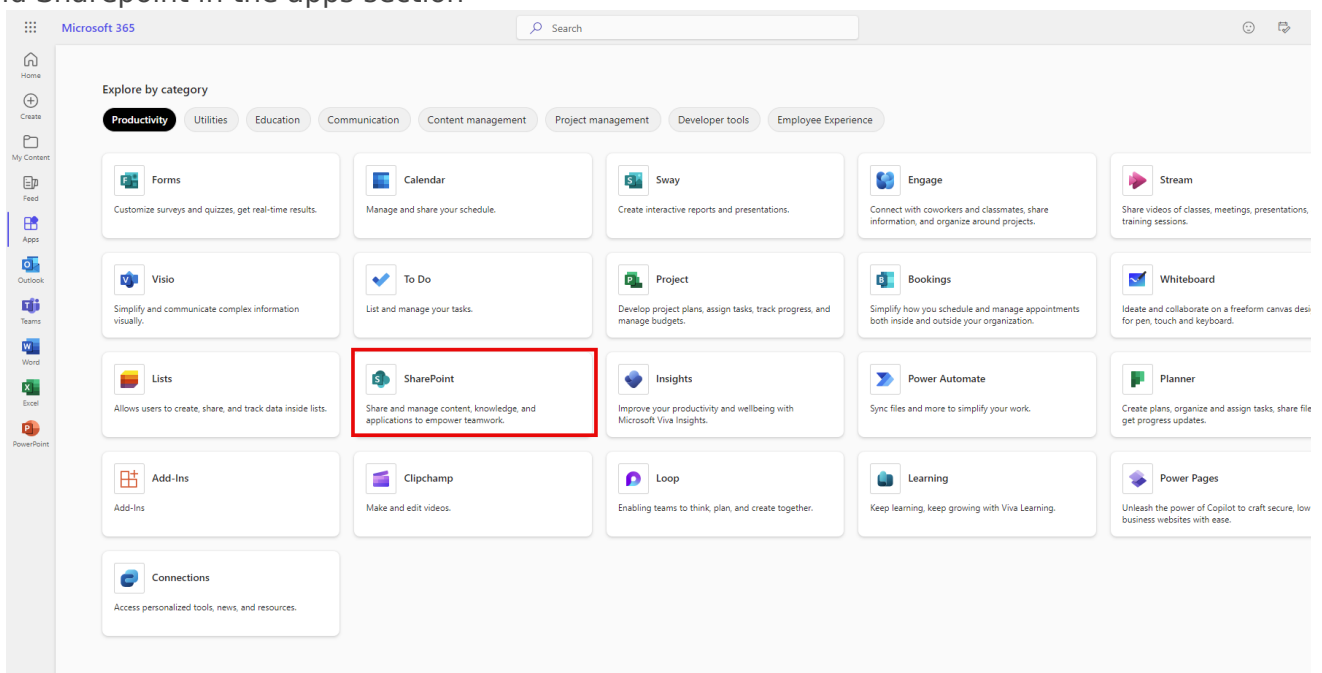 Sharepoint in the apps section
Microsoft 365
Search
Home
Create
My Content
Feed
Apps
Outlook
Teams
Word
Excel
PowerPoint
Explore by category
Productivity Utilities Education Communication Content management Project management Developer tools Employee Experience
Forms
Customize surveys and quizzes, get real-time results.
Calendar
Manage and share your schedule.
Sway
Create interactive reports and presentations.
Engage
Connect with coworkers and classmates, share
information, and organize around projects.
Stream
Share videos of classes, meetings, presentations,
training sessions.
Visio
Simplify and communicate complex information
visually.
To Do
List and manage your tasks.
Project
Develop project plans, assign tasks, track progress, and
manage budgets.
Bookings
Simplify how you schedule and manage appointments
both inside and outside your organization.
Whiteboard
Ideate and collaborate on a freeform canvas desi
for pen, touch and keyboard.
Lists
Allows users to create, share, and track data inside lists.
SharePoint
Share and manage content, knowledge, and
applications to empower teamwork.
Insights
Improve your productivity and wellbeing with
Microsoft Viva Insights.
Power Automate
Sync files and more to simplify your work.
Planner
Create plans, organize and assign tasks, share file
get progress updates.
Add-Ins
Add-Ins
Clipchamp
Make and edit videos.
Loop
Enabling teams to think, plan, and create together.
Learning
Keep learning, keep growing with Viva Learning.
Power Pages
Unleash the power of Copilot to craft secure, low
business websites with ease.
Connections
Access personalized tools, news, and resources.